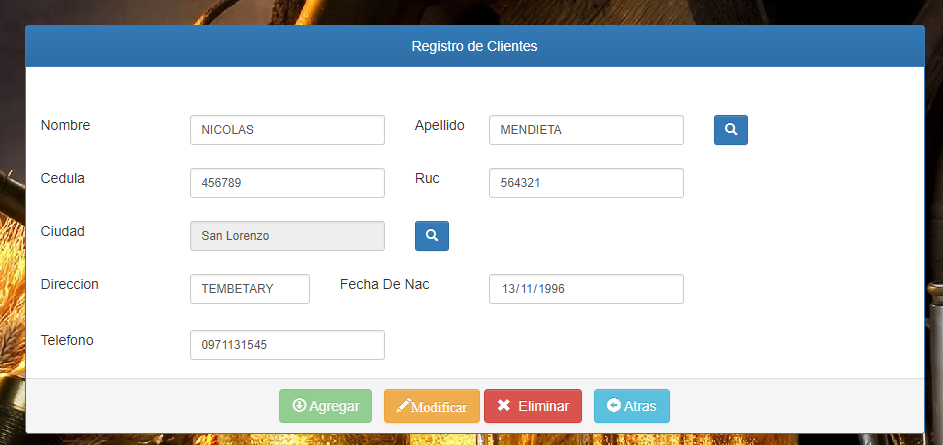 Registro de Clientes
Nombre NICOLAS Apellido MENDIETA
Cedula 456789 Ruc 564321
Ciudad San Lorenzo
Direccion TEMBETARY Fecha De Nac 13/11/1996
Telefono 0971131545
Agregar Modificar Eliminar Atras